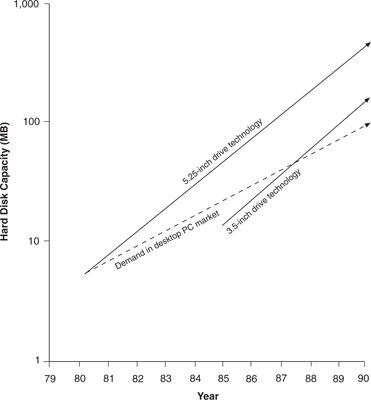 1,000
100
10
1
Hard Disk Capacity (MB)
5.25-inch drive technology
Demand in desktop PC market
3.5-inch drive technology
79 80 81 82 83 84 85 86 87 88 89 90
Year